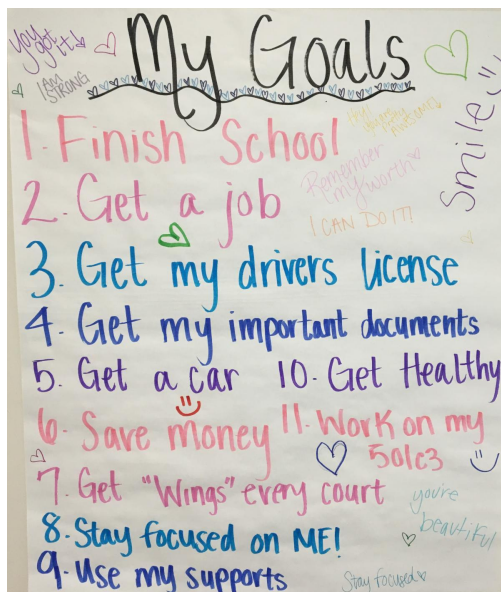 you got it!
My Goals
I AM STRONG
Smile
1. Finish School
Remember my worth
2. Get a job
I CAN DO IT!
3. Get my drivers license
4. Get my important documents
5. Get a car
10. Get Healthy
6. Save money
11. Work on my 501c3
7. Get "Wings" every court
you're beautiful
8. Stay focused on ME!
9. Use my supports
Stay focused